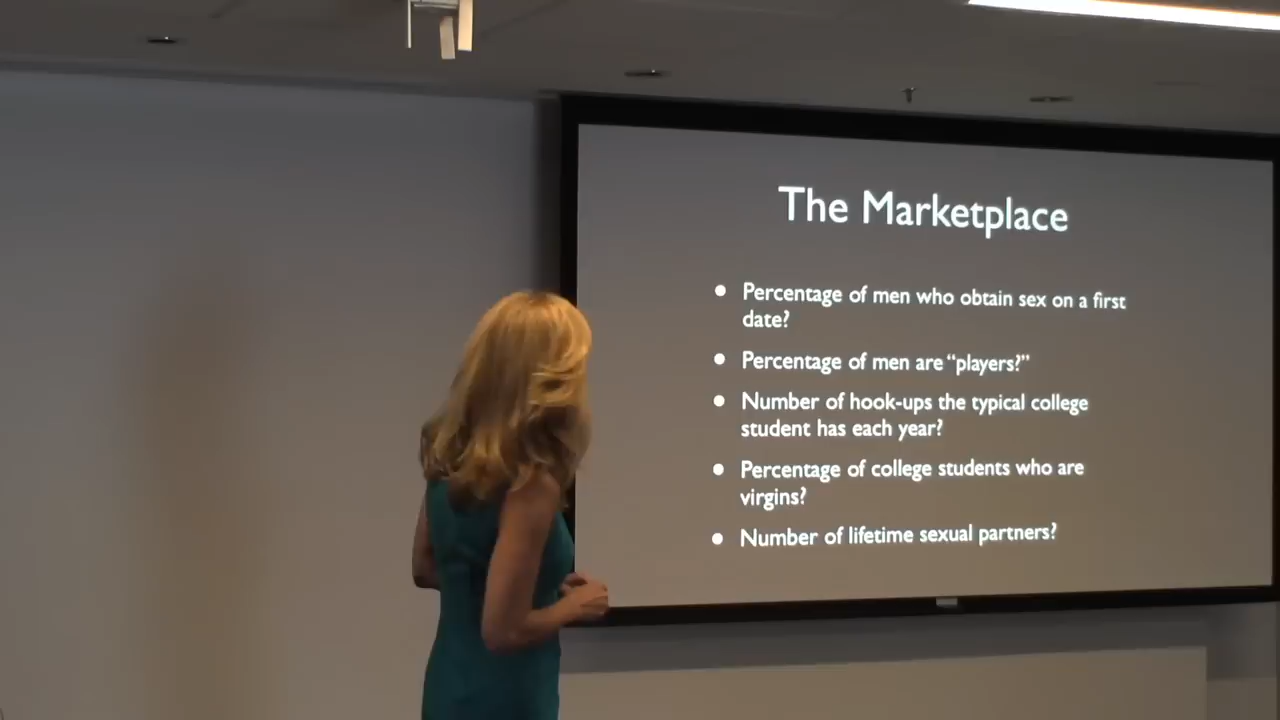 The Marketplace
• Percentage of men who obtain sex on a first
date?
• Percentage of men are “players?”
• Number of hook-ups the typical college
student has each year?
• Percentage of college students who are
virgins?
• Number of lifetime sexual partners?